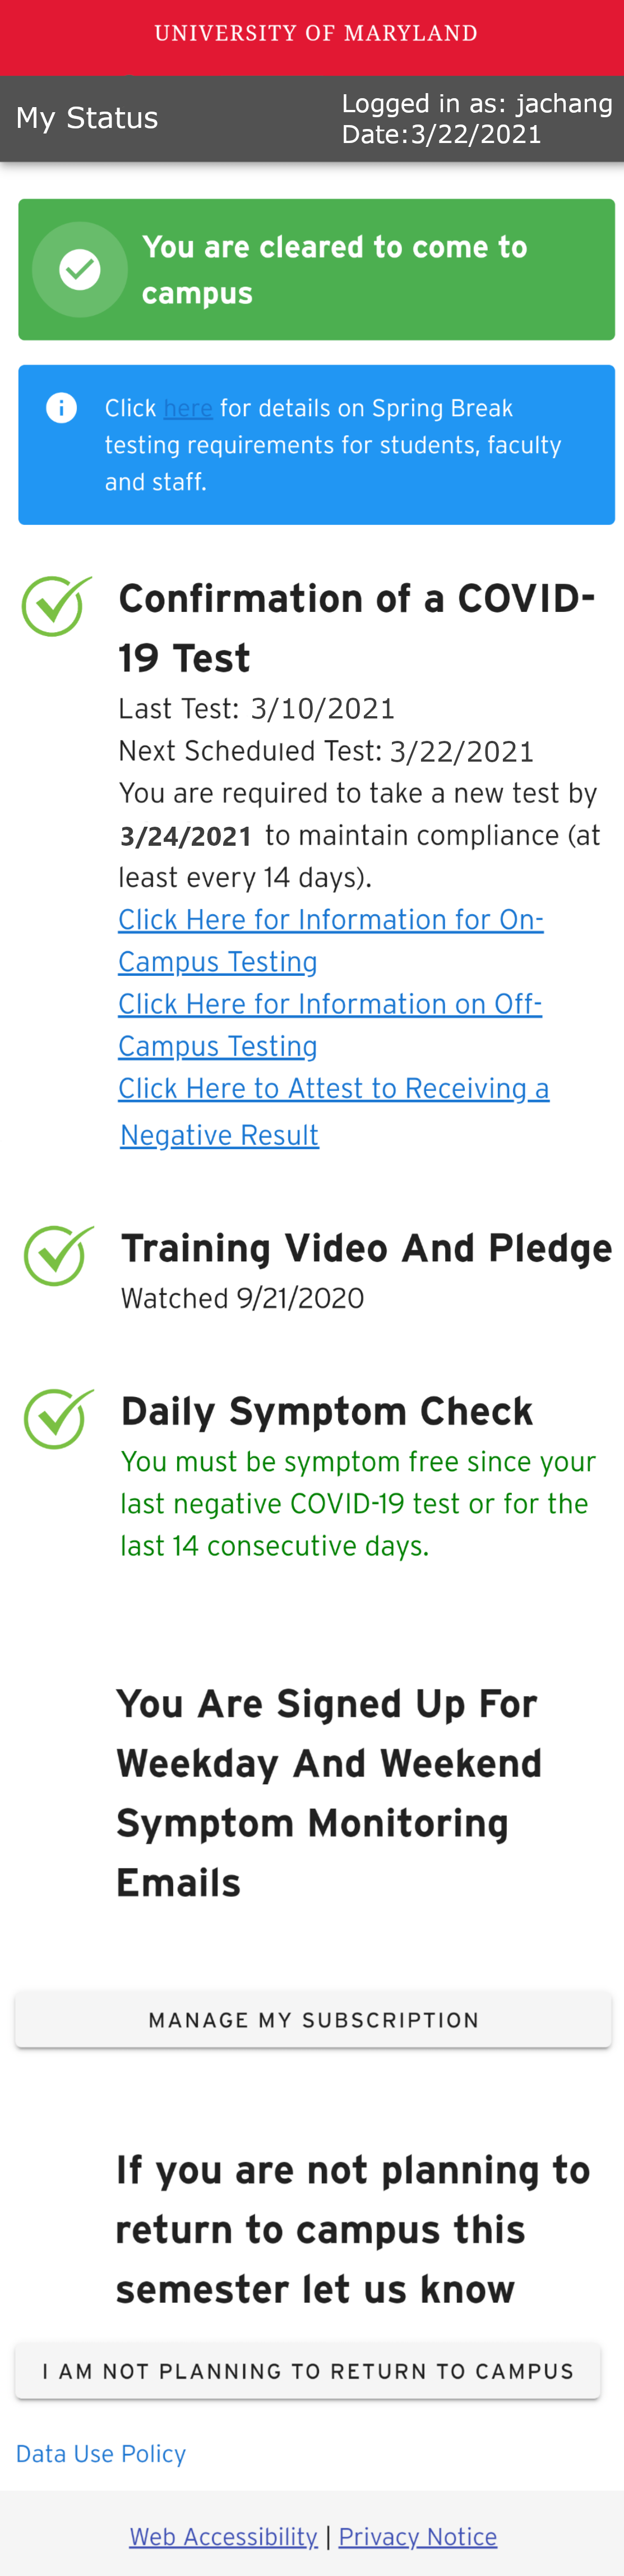 UNIVERSITY OF MARYLAND
My Status
Logged in as: jachang
Date:3/22/2021
You are cleared to come to
campus
Click here for details on Spring Break
testing requirements for students, faculty
and staff.
Confirmation of a COVID-
19 Test
Last Test: 3/10/2021
Next Scheduled Test: 3/22/2021
You are required to take a new test by
3/24/2021 to maintain compliance (at
least every 14 days).
Click Here for Information for On-
Campus Testing
Click Here for Information on Off-
Campus Testing
Click Here to Attest to Receiving a
Negative Result
Training Video And Pledge
Watched 9/21/2020
Daily Symptom Check
You must be symptom free since your
last negative COVID-19 test or for the
last 14 consecutive days.
You Are Signed Up For
Weekday And Weekend
Symptom Monitoring
Emails
MANAGE MY SUBSCRIPTION
If you are not planning to
return to campus this
semester let us know
I AM NOT PLANNING TO RETURN TO CAMPUS
Data Use Policy
Web Accessibility | Privacy Notice